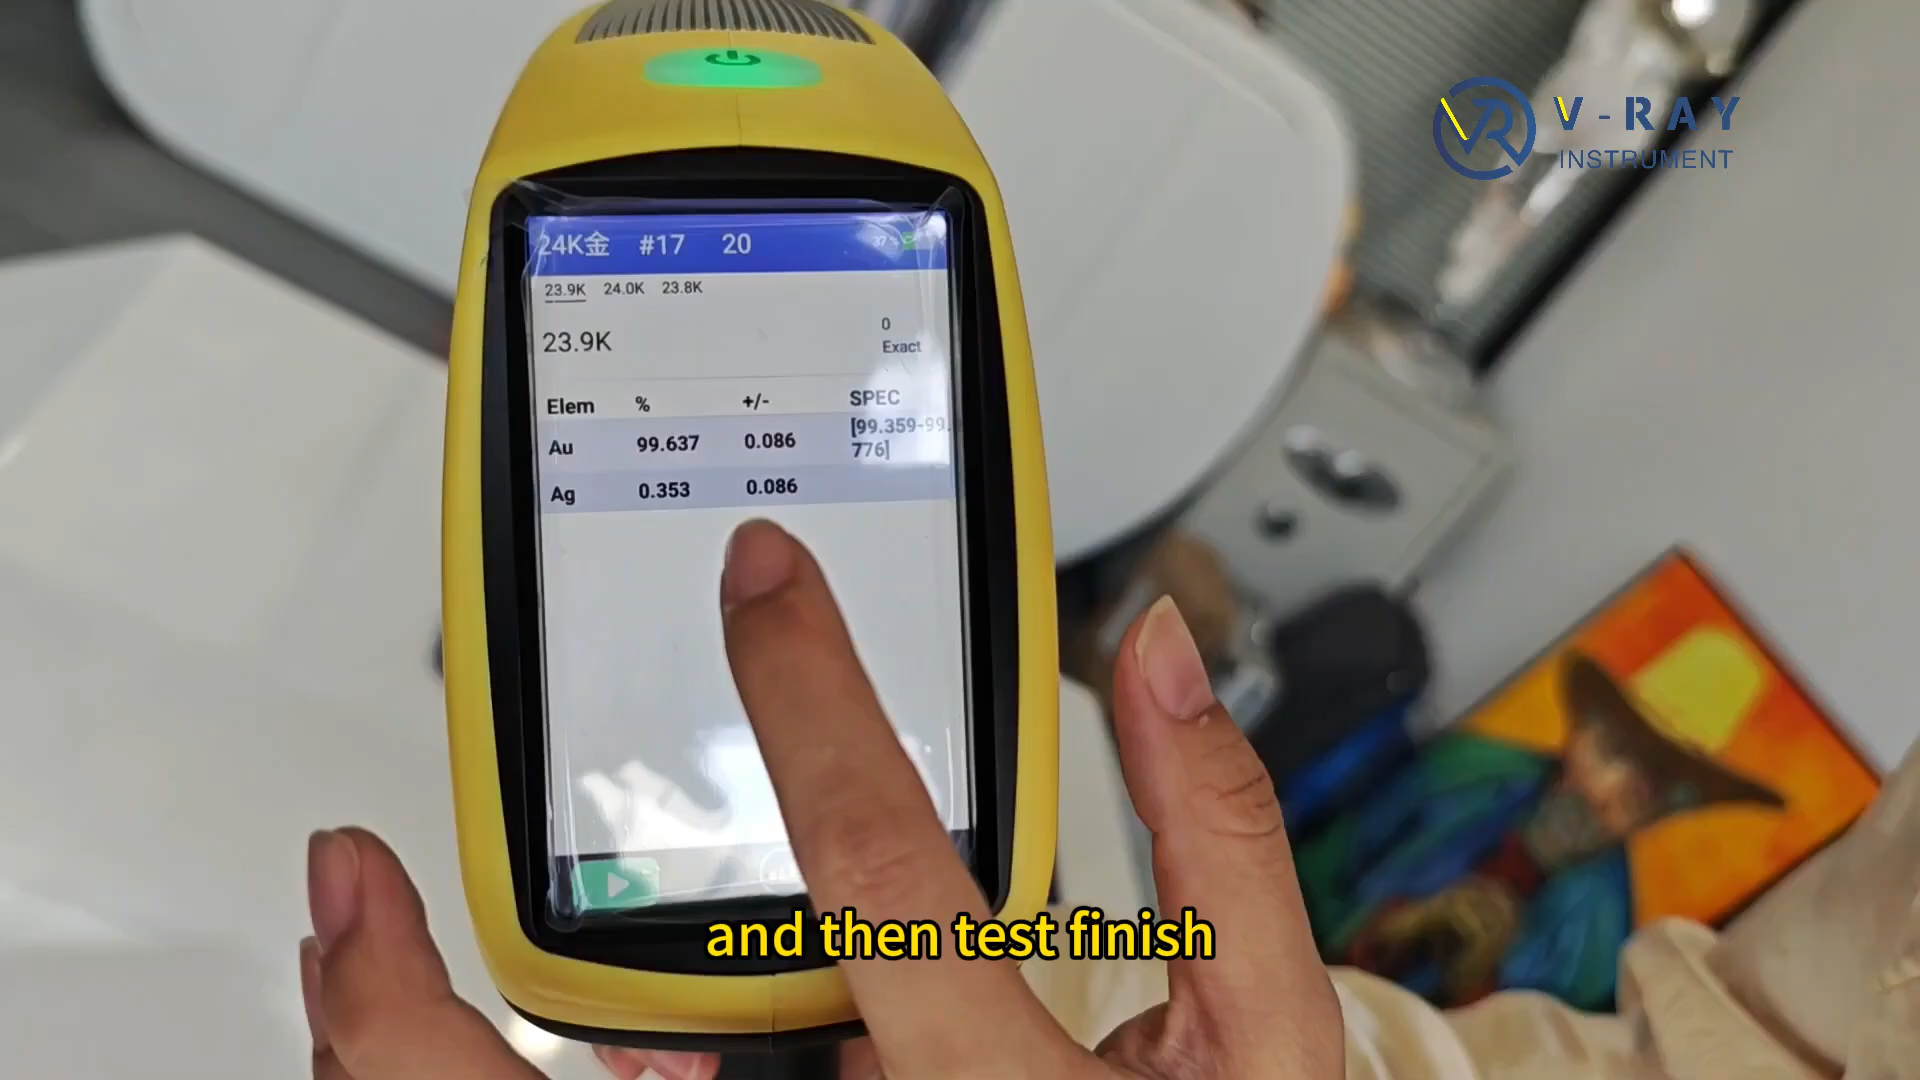 V-RAY
INSTRUMENT
24K金 #17 20 37%
23.9K 24.0K 23.8K
23.9K
0
Exact
Elem % +/- SPEC
Au 99.637 0.086 [99.359-99.
776]
Ag 0.353 0.086
and then test finish